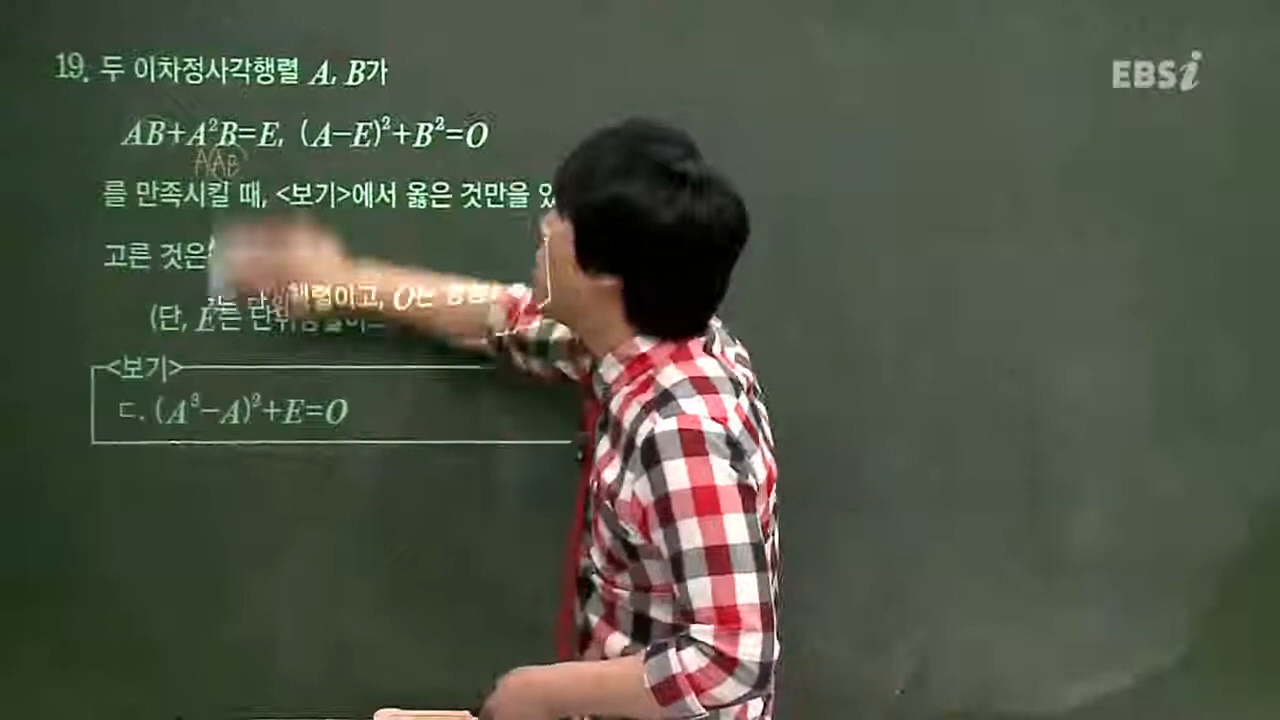 19. 두 이차정사각행렬 A, B가
EBSi
AB+A²B=E, (A−E)²+B²=O
AAB
를 만족시킬 때, <보기>에서 옳은 것만을
고른 것은
행렬이고, O는
(단, E는 단위
<보기>
ㄷ. (A³−A)²+E=O